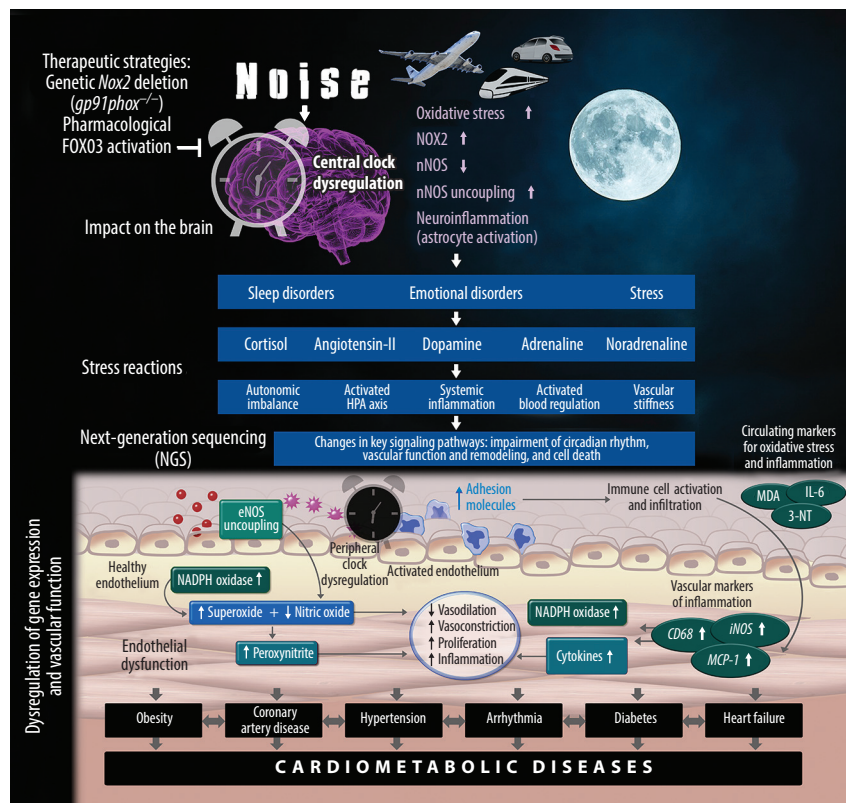 Therapeutic strategies:
Genetic Nox2 deletion
(gp91phox−/−)
Pharmacological
FOX03 activation
Noise
Central clock
dysregulation
Impact on the brain
Oxidative stress ↑
NOX2 ↑
nNOS ↓
nNOS uncoupling ↑
Neuroinflammation
(astrocyte activation)
Sleep disorders Emotional disorders Stress
Stress reactions
Cortisol Angiotensin-II Dopamine Adrenaline Noradrenaline
Autonomic
imbalance
Activated
HPA axis
Systemic
inflammation
Activated
blood regulation
Vascular
stiffness
Next-generation sequencing
(NGS)
Changes in key signaling pathways: impairment of circadian rhythm,
vascular function and remodeling, and cell death
Circulating markers
for oxidative stress
and inflammation
MDA
IL-6
3-NT
Dysregulation of gene expression
and vascular function
eNOS
uncoupling
↑ Adhesion
molecules
Immune cell activation
and infiltration
Peripheral
clock
dysregulation
Healthy
endothelium
Activated endothelium
NADPH oxidase ↑
↑ Superoxide + ↓ Nitric oxide
Endothelial
dysfunction
↑ Peroxynitrite
↓ Vasodilation
↑ Vasoconstriction
↑ Proliferation
↑ Inflammation
NADPH oxidase ↑
Cytokines ↑
Vascular markers
of inflammation
CD68 ↑
iNOS ↑
MCP-1 ↑
Obesity
Coronary
artery disease
Hypertension
Arrhythmia
Diabetes
Heart failure
CARDIOMETABOLIC DISEASES